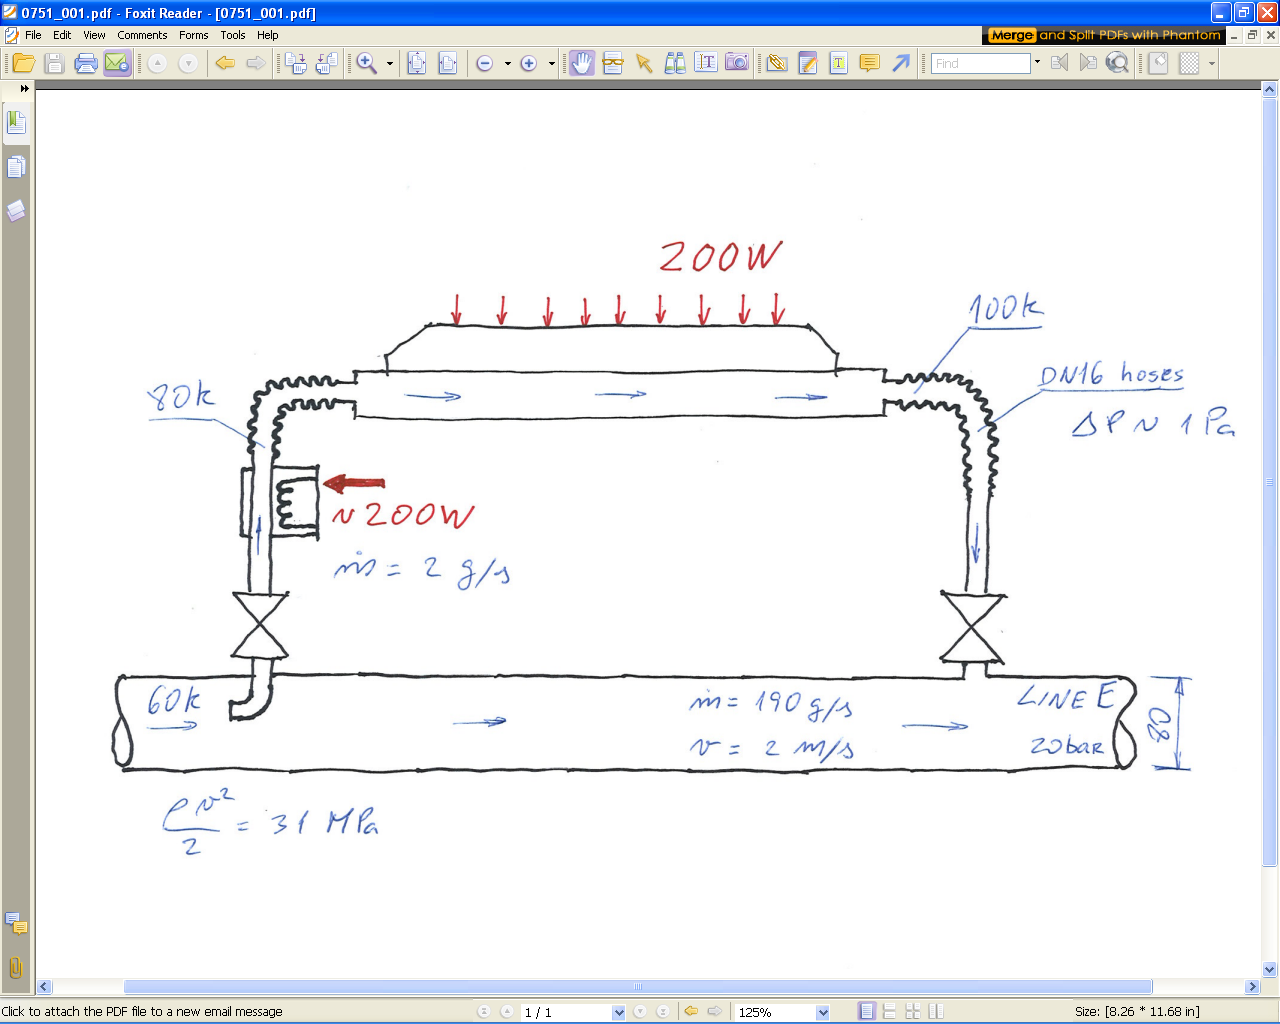 0751_001.pdf - Foxit Reader - [0751_001.pdf]
File Edit View Comments Forms Tools Help
Merge and Split PDFs with Phantom
Find
200W
100K
80K
DN16 hoses
ΔP ~ 1 Pa
~200W
ṁ = 2 g/s
60K
ṁ = 190 g/s
LINE E
v = 2 m/s
20bar
80
ρv²/2 = 31 MPa
Click to attach the PDF file to a new email message
1 / 1
125%
Size: [8.26 * 11.68 in]